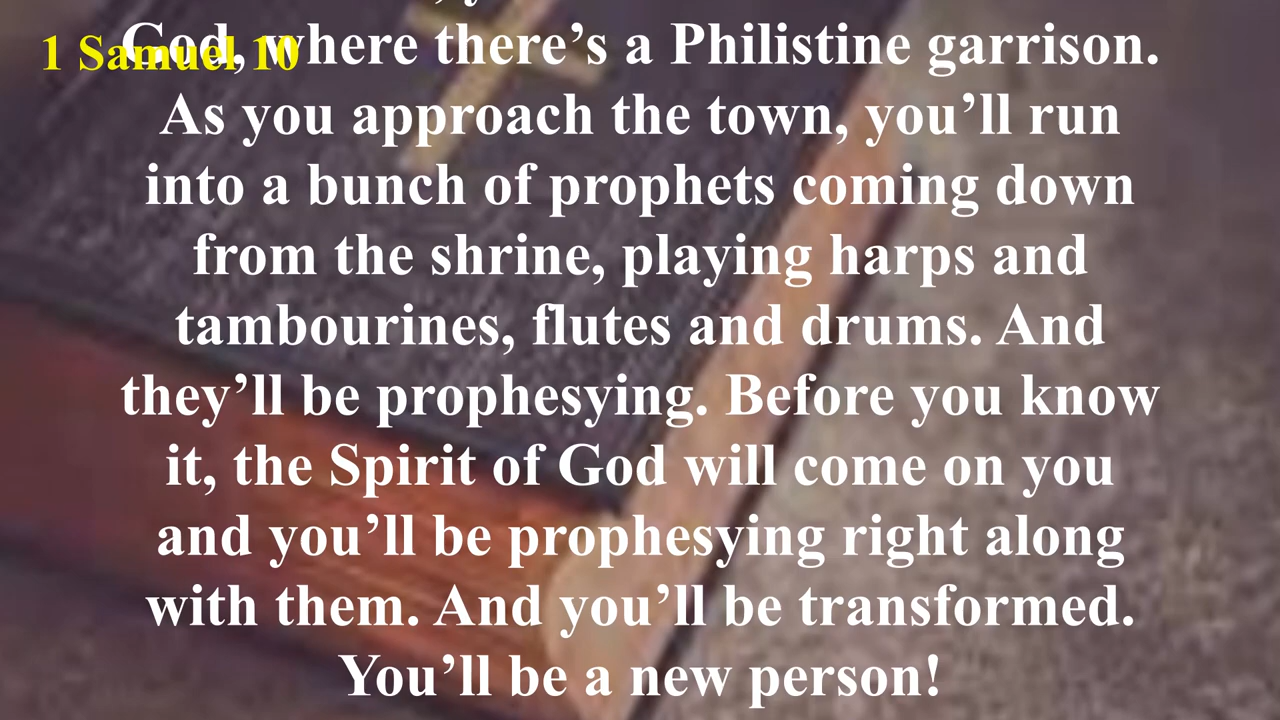 1 Samuel 10
God, where there’s a Philistine garrison.
As you approach the town, you’ll run
into a bunch of prophets coming down
from the shrine, playing harps and
tambourines, flutes and drums. And
they’ll be prophesying. Before you know
it, the Spirit of God will come on you
and you’ll be prophesying right along
with them. And you’ll be transformed.
You’ll be a new person!